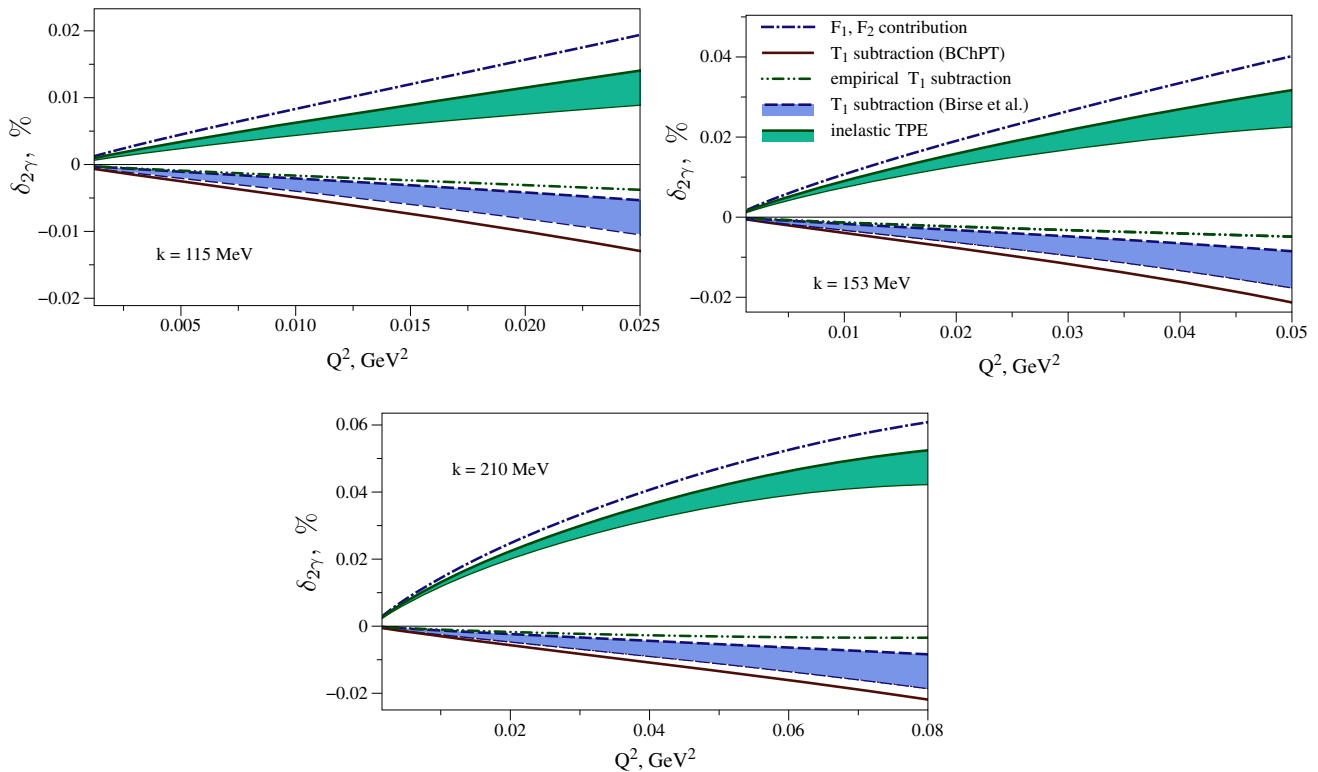 0.02
0.01
0
−0.01
−0.02
δ2γ, %
k = 115 MeV
0.005
0.010
0.015
0.020
0.025
Q², GeV²
0.04
0.02
0
−0.02
δ2γ, %
F₁, F₂ contribution
T₁ subtraction (BChPT)
empirical T₁ subtraction
T₁ subtraction (Birse et al.)
inelastic TPE
k = 153 MeV
0.01
0.02
0.03
0.04
0.05
Q², GeV²
0.06
0.04
0.02
0
−0.02
δ2γ, %
k = 210 MeV
0.02
0.04
0.06
0.08
Q², GeV²